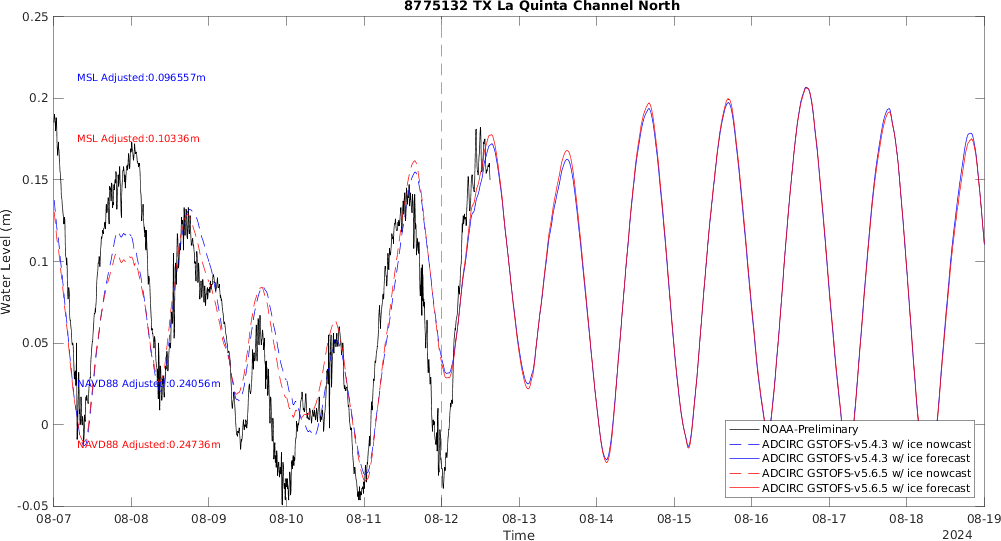 8775132 TX La Quinta Channel North
0.25
0.2
0.15
0.1
0.05
0
-0.05
Water Level (m)
MSL Adjusted:0.096557m
MSL Adjusted:0.10336m
NAVD88 Adjusted:0.24056m
NAVD88 Adjusted:0.24736m
NOAA-Preliminary
ADCIRC GSTOFS-v5.4.3 w/ ice nowcast
ADCIRC GSTOFS-v5.4.3 w/ ice forecast
ADCIRC GSTOFS-v5.6.5 w/ ice nowcast
ADCIRC GSTOFS-v5.6.5 w/ ice forecast
08-07 08-08 08-09 08-10 08-11 08-12 08-13 08-14 08-15 08-16 08-17 08-18 08-19
Time
2024